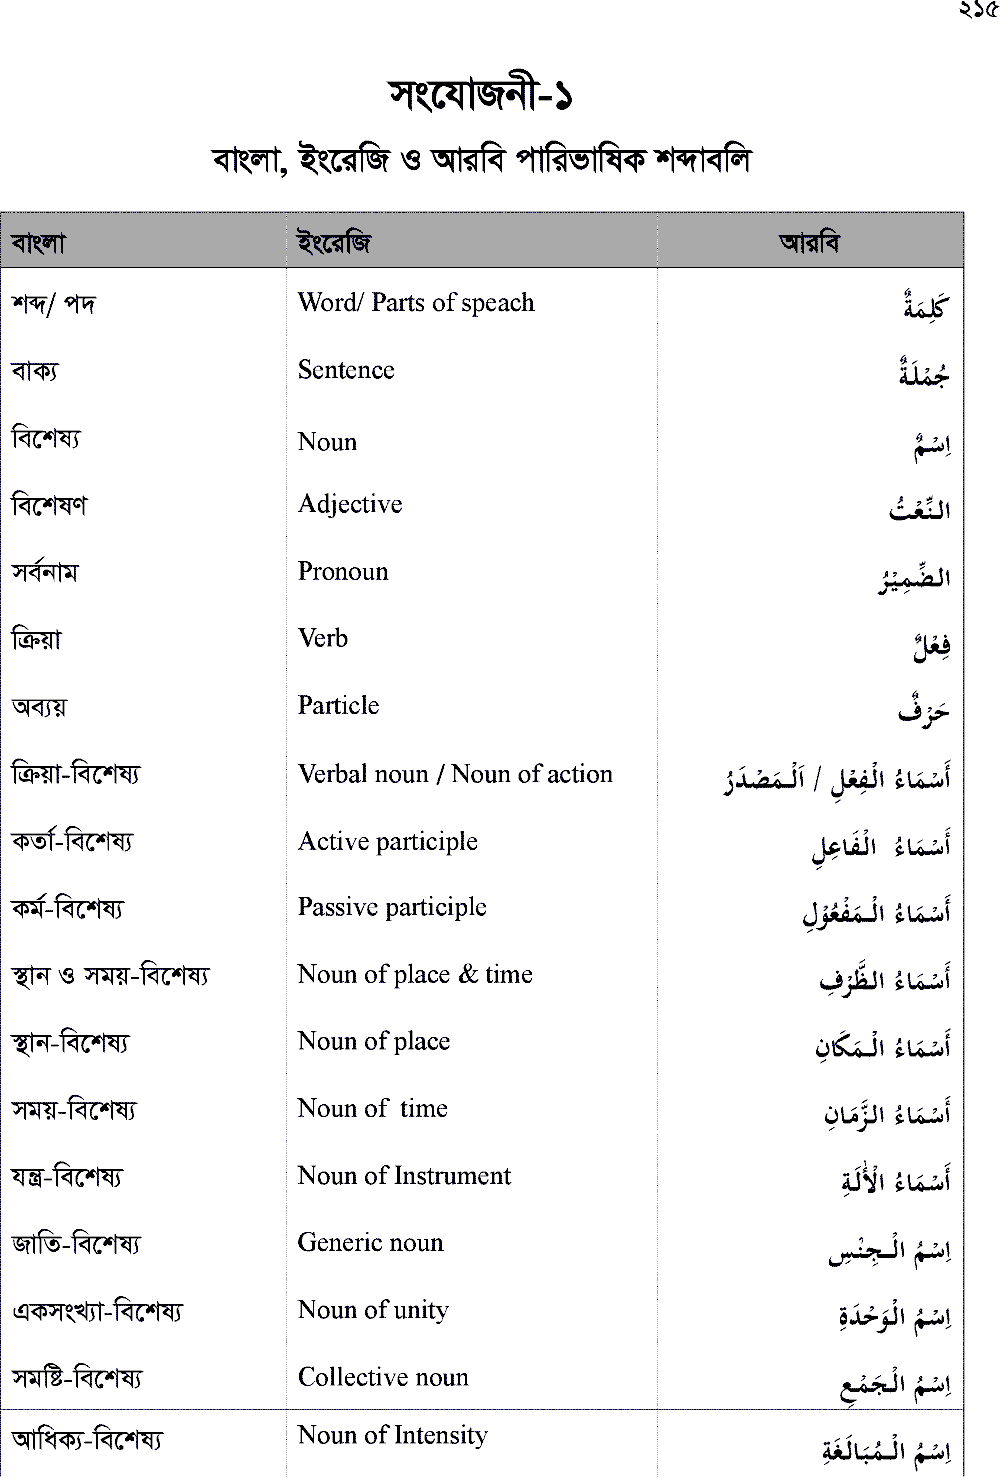 ২১৫
সংযোজনী-১
বাংলা, ইংরেজি ও আরবি পারিভাষিক শব্দাবলি
বাংলা ইংরেজি আরবি
শব্দ/ পদ Word/ Parts of speach كَلِمَةٌ
বাক্য Sentence جُمْلَةٌ
বিশেষ্য Noun اِسْمٌ
বিশেষণ Adjective النِّعْتُ
সর্বনাম Pronoun الضِّمِيْرُ
ক্রিয়া Verb فِعْلٌ
অব্যয় Particle حَرْفٌ
ক্রিয়া-বিশেষ্য Verbal noun / Noun of action أَسْمَاءُ الْفِعْلِ / اَلْمَصْدَرُ
কর্তা-বিশেষ্য Active participle أَسْمَاءُ الْفَاعِلِ
কর্ম-বিশেষ্য Passive participle أَسْمَاءُ الْمَفْعُوْلِ
স্থান ও সময়-বিশেষ্য Noun of place & time أَسْمَاءُ الظَّرْفِ
স্থান-বিশেষ্য Noun of place أَسْمَاءُ الْمَكَانِ
সময়-বিশেষ্য Noun of time أَسْمَاءُ الزَّمَانِ
যন্ত্র-বিশেষ্য Noun of Instrument أَسْمَاءُ الْأٰلَةِ
জাতি-বিশেষ্য Generic noun اِسْمُ الْجِنْسِ
একসংখ্যা-বিশেষ্য Noun of unity اِسْمُ الْوَحْدَةِ
সমষ্টি-বিশেষ্য Collective noun اِسْمُ الْجَمْعِ
আধিক্য-বিশেষ্য Noun of Intensity اِسْمُ الْمُبَالَغَةِ